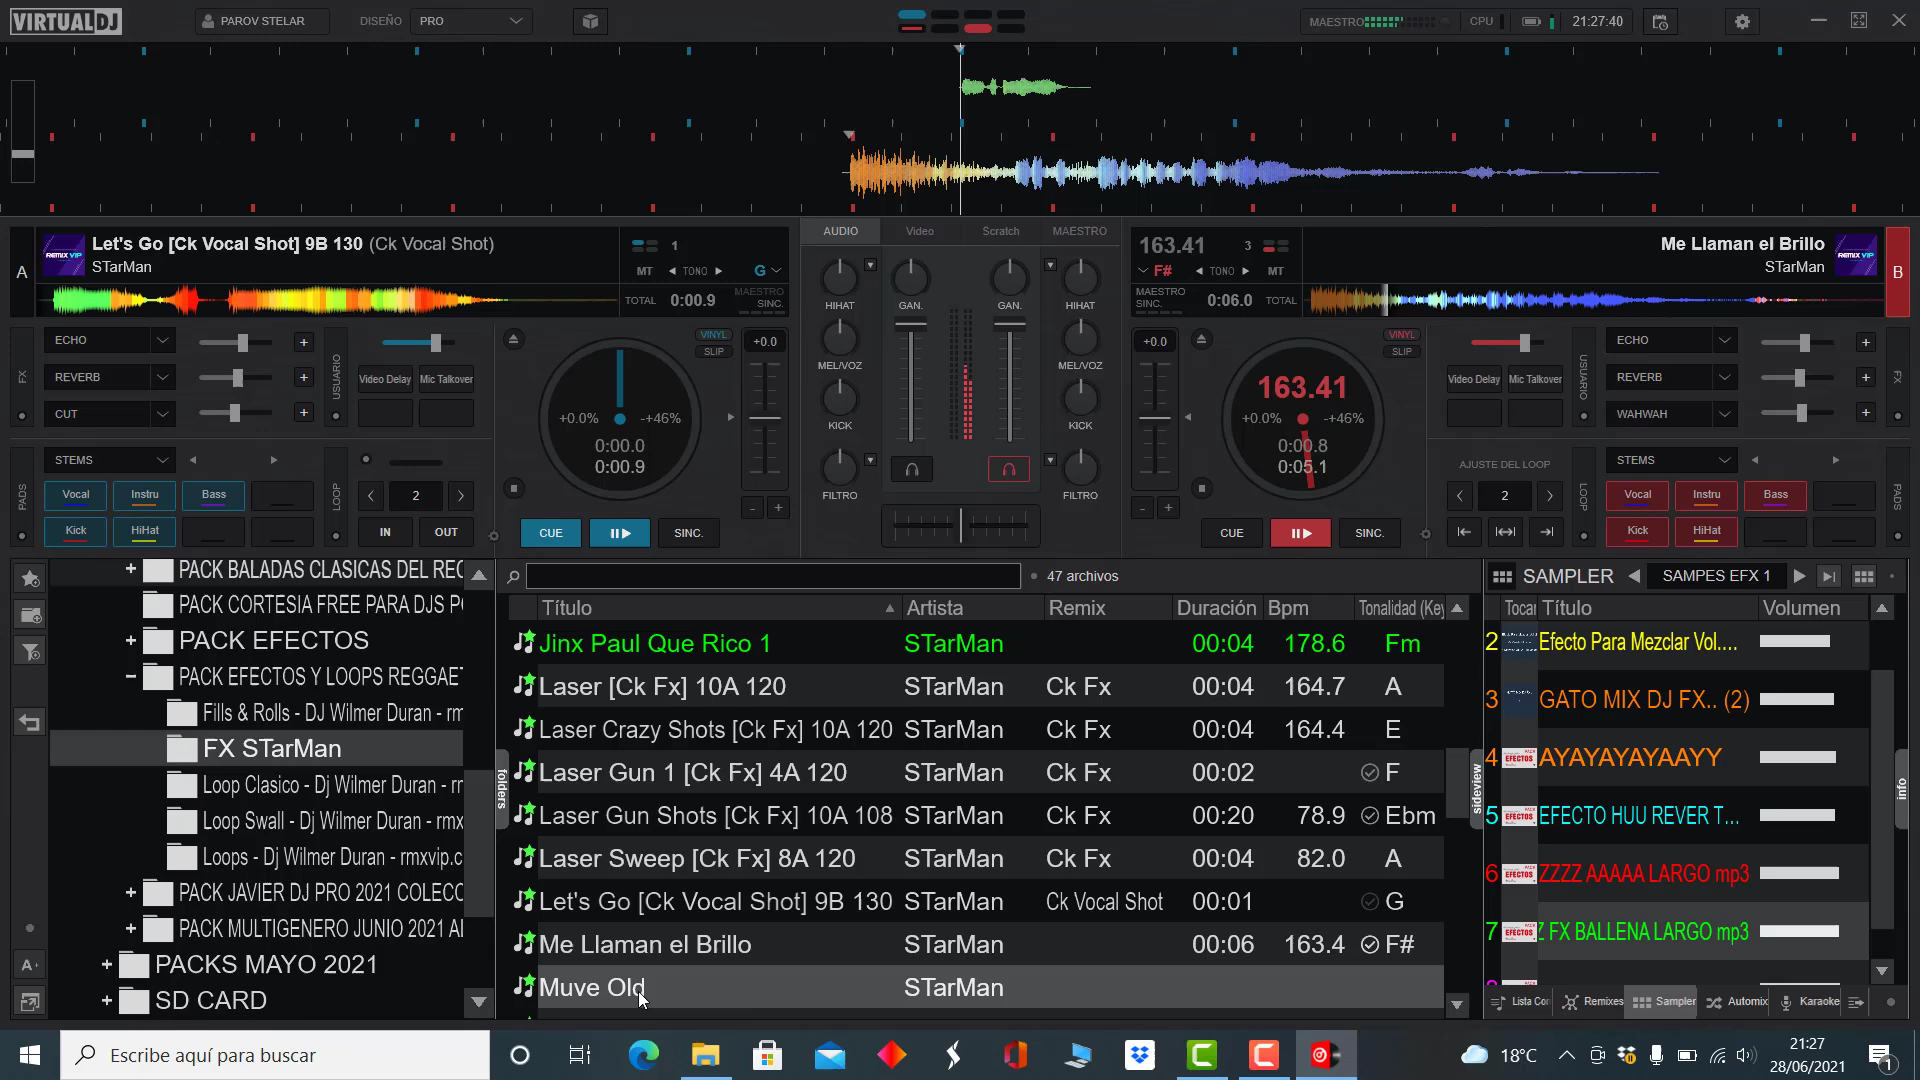 VIRTUALDJ
PAROV STELAR
DISEÑO
PRO
MAESTRO
CPU
21:27:40
A
Let's Go [Ck Vocal Shot] 9B 130 (Ck Vocal Shot)
STarMan
1
MT
TONO
G
TOTAL
0:00.9
MAESTRO
SINC.
AUDIO
Video
Scratch
MAESTRO
163.41
3
F#
TONO
MT
MAESTRO
SINC.
0:06.0
TOTAL
Me Llaman el Brillo
STarMan
B
FX
ECHO
REVERB
CUT
USUARIO
Video Delay
Mic Talkover
VINYL
SLIP
+0.0
+0.0%
-+46%
0:00.0
0:00.9
HIHAT
GAN.
GAN.
HIHAT
MEL/VOZ
MEL/VOZ
KICK
KICK
FILTRO
FILTRO
+0.0
VINYL
SLIP
163.41
+0.0%
-+46%
0:00.8
0:05.1
Video Delay
Mic Talkover
USUARIO
ECHO
REVERB
WAHWAH
FX
PADS
STEMS
Vocal
Instru
Bass
Kick
HiHat
LOOP
2
IN
OUT
CUE
SINC.
CUE
SINC.
AJUSTE DEL LOOP
2
LOOP
STEMS
Vocal
Instru
Bass
Kick
HiHat
PADS
PACK BALADAS CLASICAS DEL REC
PACK CORTESIA FREE PARA DJS P
PACK EFECTOS
PACK EFECTOS Y LOOPS REGGAET
Fills & Rolls - DJ Wilmer Duran - rm
FX STarMan
Loop Clasico - Dj Wilmer Duran - rr
Loop Swall - Dj Wilmer Duran - rmx
Loops - Dj Wilmer Duran - rmxvip.c
PACK JAVIER DJ PRO 2021 COLECC
PACK MULTIGENERO JUNIO 2021 A
PACKS MAYO 2021
SD CARD
folders
47 archivos
Título Artista Remix Duración Bpm Tonalidad (Key
Jinx Paul Que Rico 1 STarMan 00:04 178.6 Fm
Laser [Ck Fx] 10A 120 STarMan Ck Fx 00:04 164.7 A
Laser Crazy Shots [Ck Fx] 10A 120 STarMan Ck Fx 00:04 164.4 E
Laser Gun 1 [Ck Fx] 4A 120 STarMan Ck Fx 00:02 F
Laser Gun Shots [Ck Fx] 10A 108 STarMan Ck Fx 00:20 78.9 Ebm
Laser Sweep [Ck Fx] 8A 120 STarMan Ck Fx 00:04 82.0 A
Let's Go [Ck Vocal Shot] 9B 130 STarMan Ck Vocal Shot 00:01 G
Me Llaman el Brillo STarMan 00:06 163.4 F#
Muve Old STarMan
sideview
SAMPLER
SAMPES EFX 1
Tocar Título Volumen
2 Efecto Para Mezclar Vol....
3 GATO MIX DJ FX.. (2)
4 AYAYAYAYAAYY
5 EFECTO HUU REVER T...
6 ZZZZ AAAAA LARGO mp3
7 Z FX BALLENA LARGO mp3
info
Lista Con
Remixes
Sampler
Automix
Karaoke
Escribe aquí para buscar
18°C
21:27
28/06/2021
1